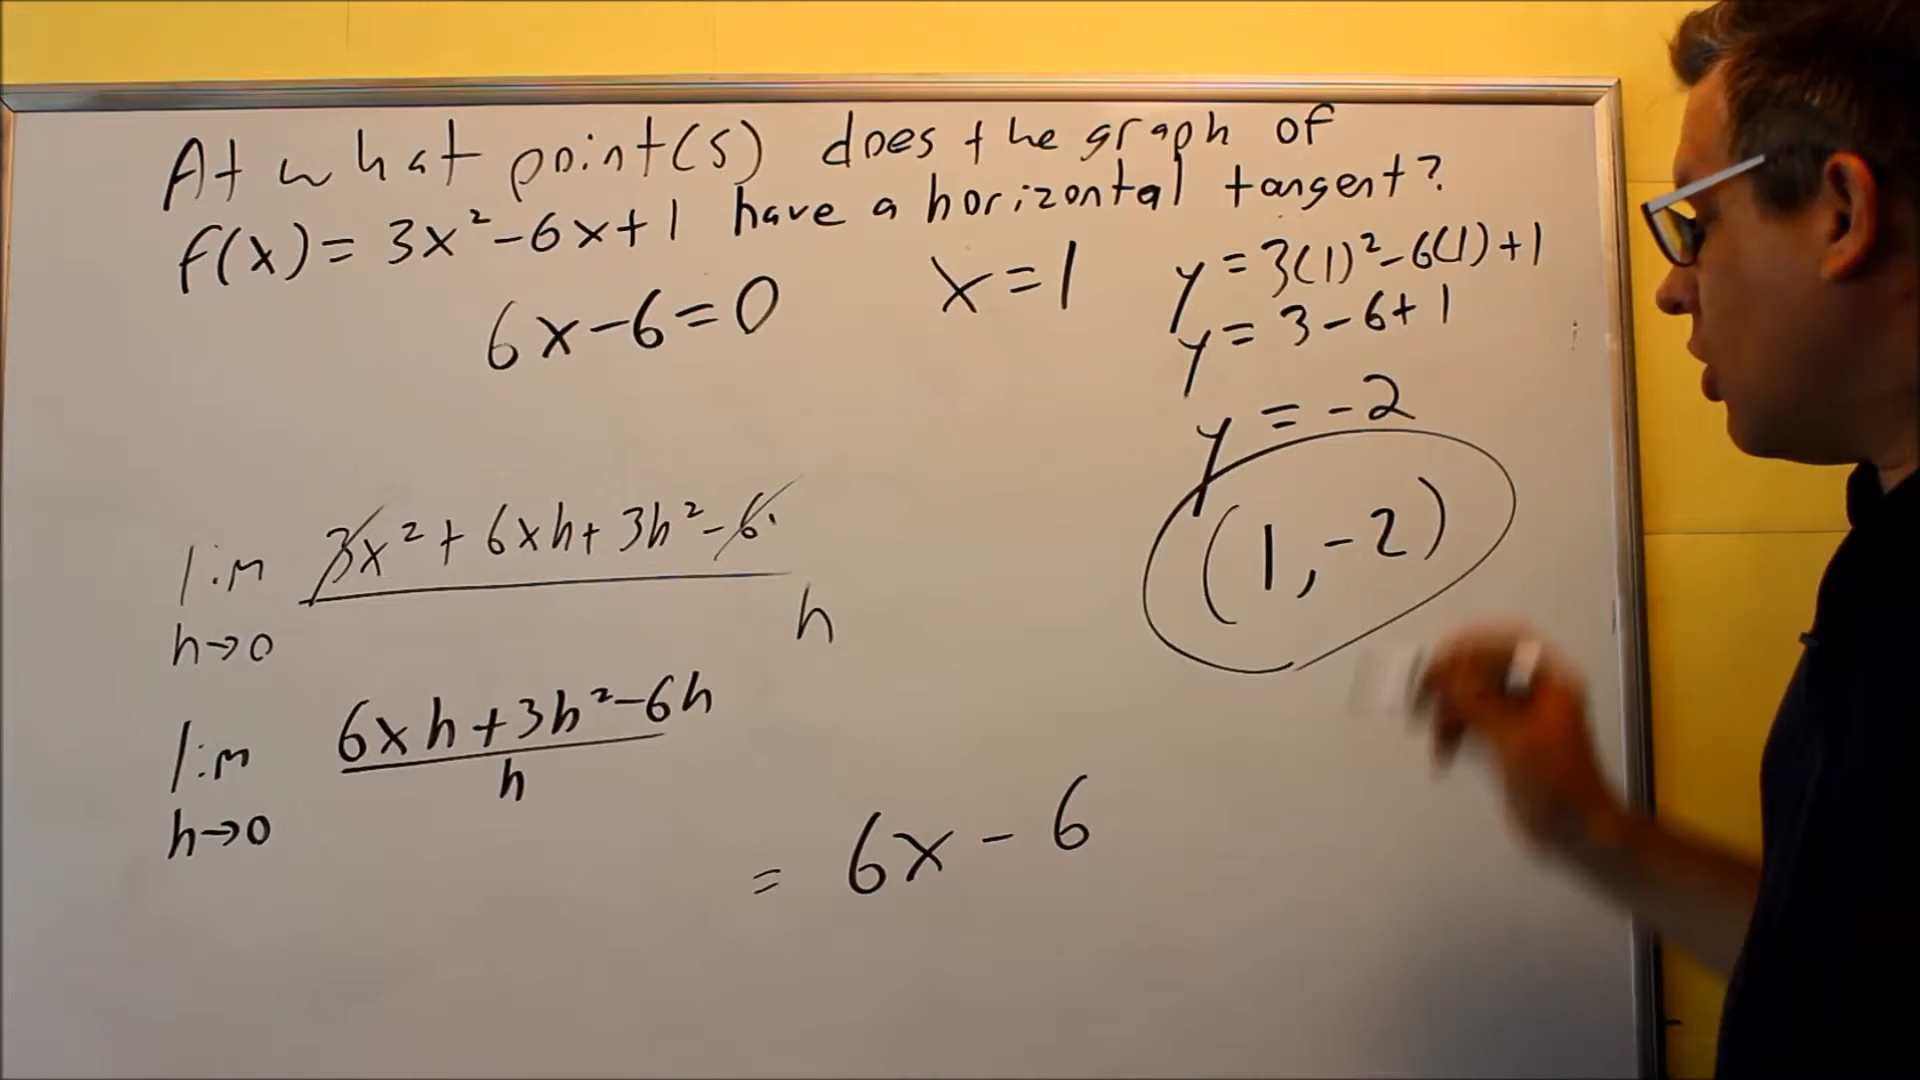 At what point(s) does the graph of
f(x) = 3x² - 6x + 1 have a horizontal tangent?
6x - 6 = 0
x = 1
y = 3(1)² - 6(1) + 1
y = 3 - 6 + 1
y = -2
(1, -2)
lim 3x² + 6xh + 3h² - 6
h→0 h
lim 6xh + 3h² - 6h
h→0 h
= 6x - 6